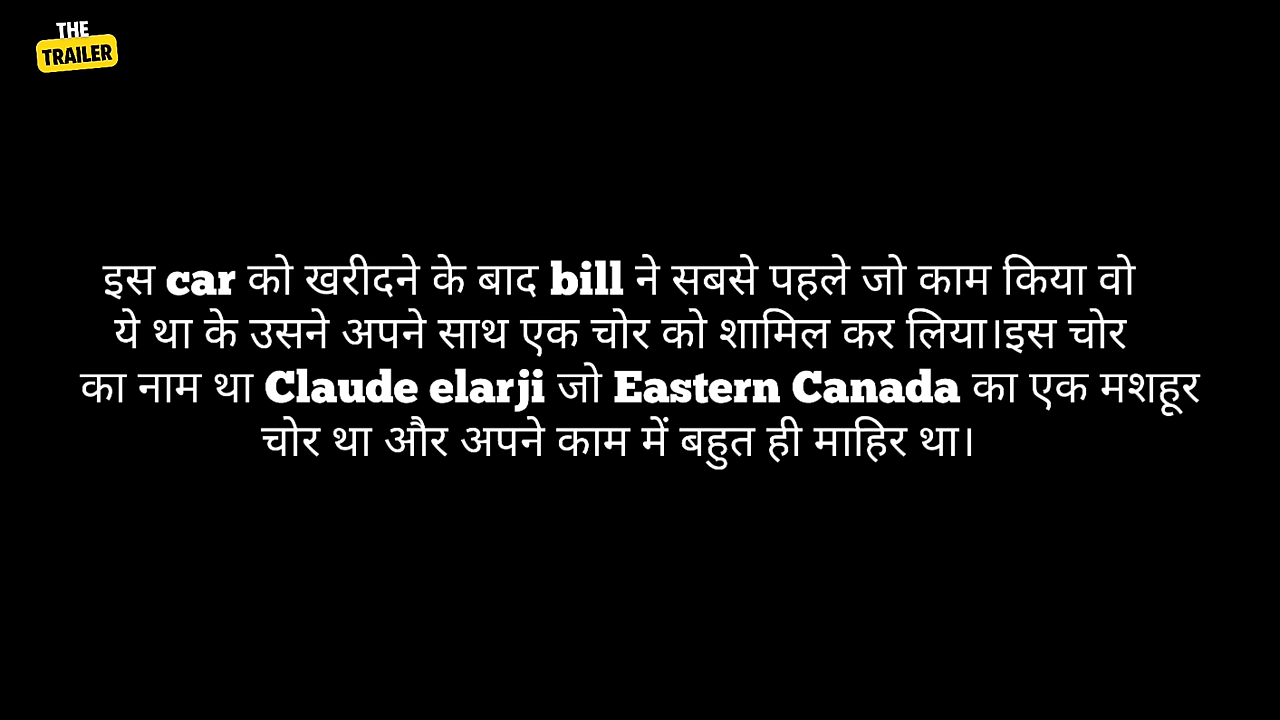 THE
TRAILER
इस car को खरीदने के बाद bill ने सबसे पहले जो काम किया वो
ये था के उसने अपने साथ एक चोर को शामिल कर लिया।इस चोर
का नाम था Claude elarji जो Eastern Canada का एक मशहूर
चोर था और अपने काम में बहुत ही माहिर था।